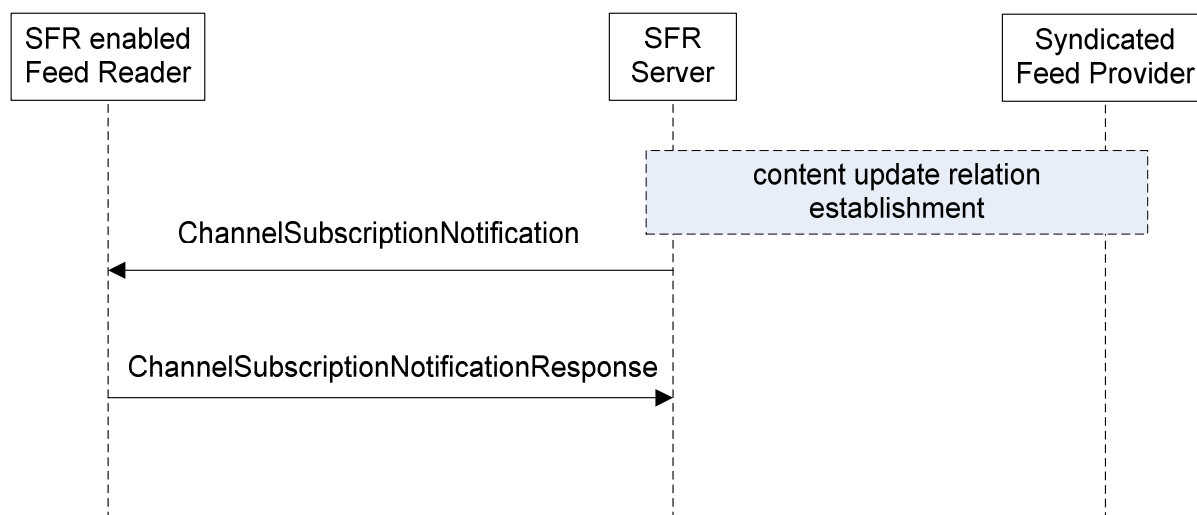 SFR enabled
Feed Reader
SFR
Server
Syndicated
Feed Provider
content update relation
establishment
ChannelSubscriptionNotification
ChannelSubscriptionNotificationResponse